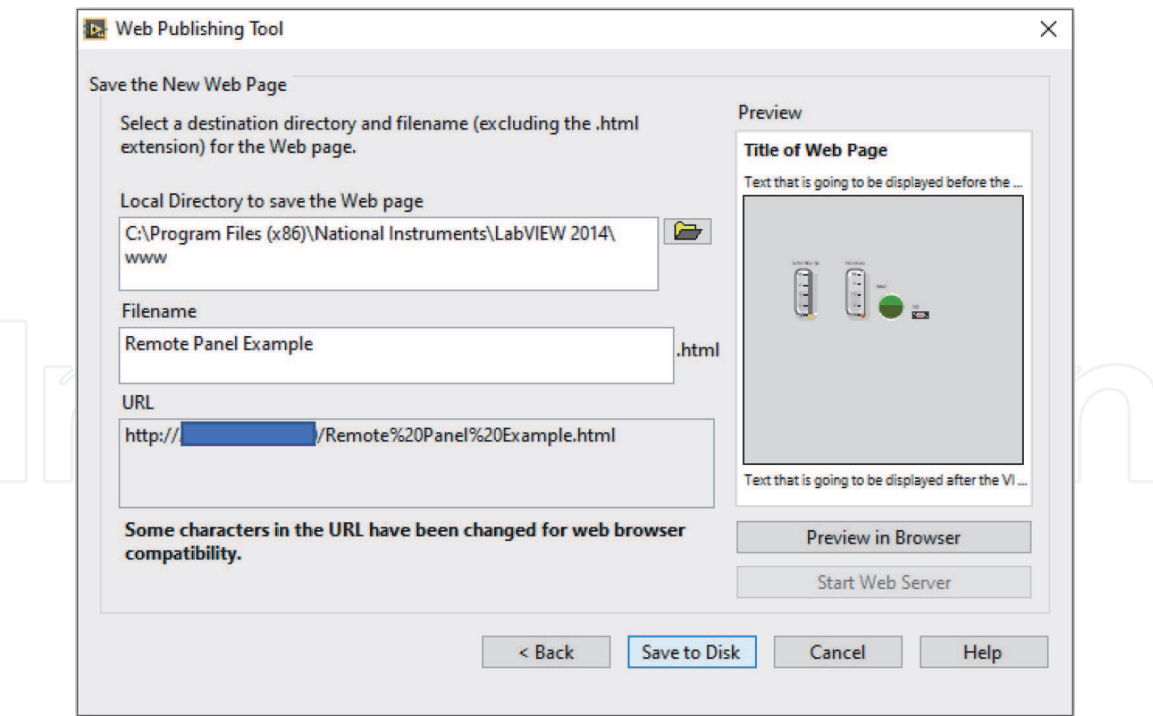 Web Publishing Tool
Save the New Web Page
Select a destination directory and filename (excluding the .html
extension) for the Web page.
Local Directory to save the Web page
C:\Program Files (x86)\National Instruments\LabVIEW 2014\
www
Filename
Remote Panel Example
.html
URL
http:// /Remote%20Panel%20Example.html
Some characters in the URL have been changed for web browser
compatibility.
Preview
Title of Web Page
Text that is going to be displayed before the ...
Text that is going to be displayed after the VI ...
Preview in Browser
Start Web Server
< Back
Save to Disk
Cancel
Help